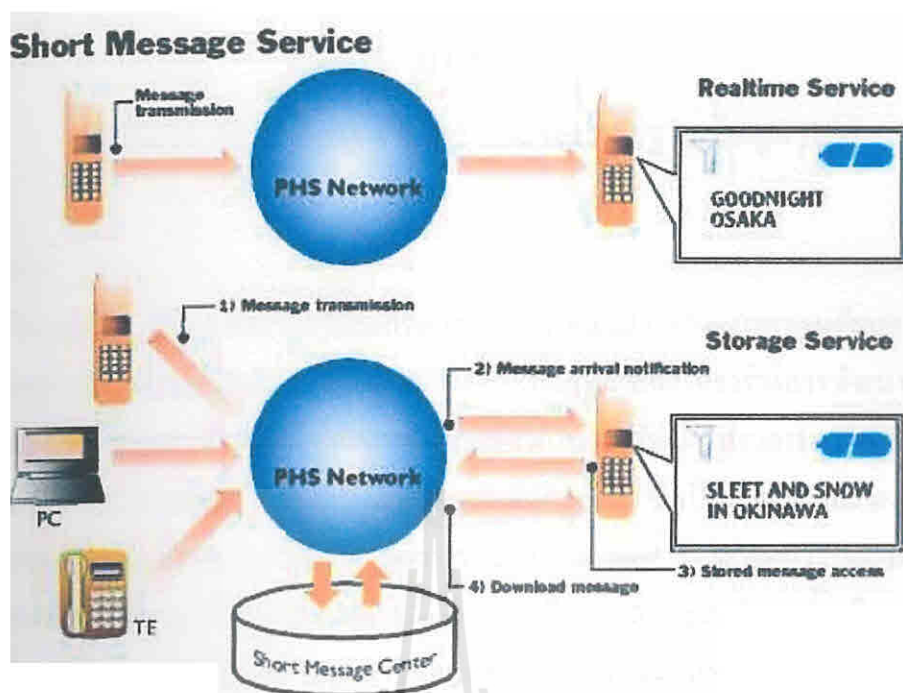 Short Message Service
Message
transmission
Realtime Service
PHS Network
GOODNIGHT
OSAKA
1) Message transmission
Storage Service
2) Message arrival notification
PHS Network
SLEET AND SNOW
IN OKINAWA
PC
3) Stored message access
4) Download message
TE
Short Message Center